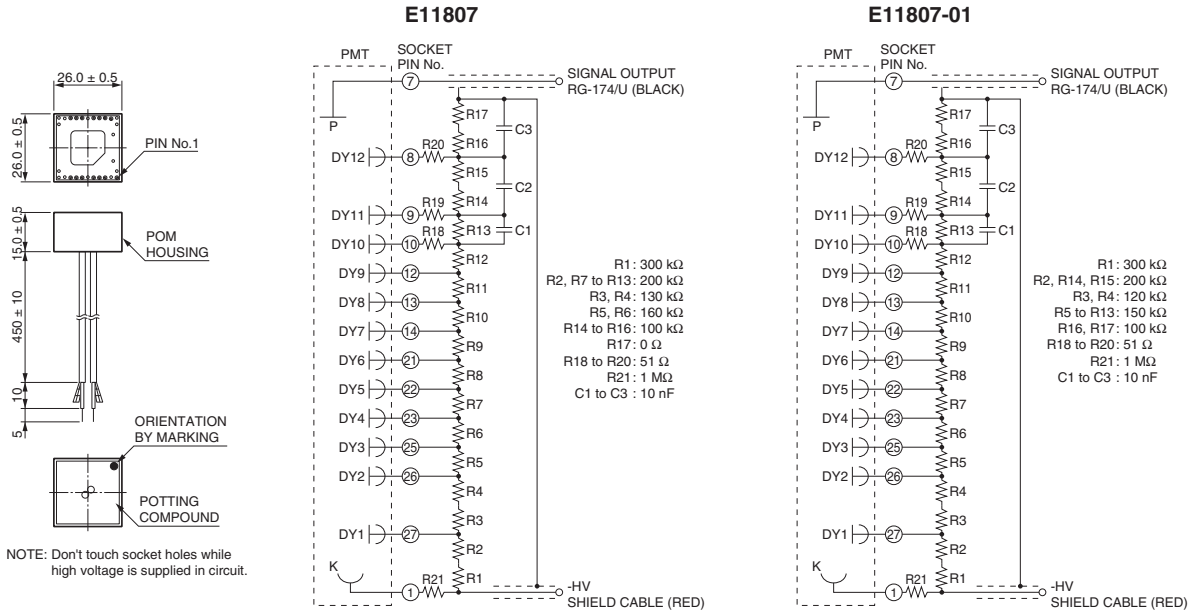 E11807
E11807-01
26.0 ± 0.5
26.0 ± 0.5
PIN No.1
15.0 ± 0.5
POM
HOUSING
450 ± 10
10
5
ORIENTATION
BY MARKING
POTTING
COMPOUND
NOTE: Don't touch socket holes while
high voltage is supplied in circuit.
PMT
SOCKET
PIN No.
7
SIGNAL OUTPUT
RG-174/U (BLACK)
P
R17
C3
R16
DY12
8
R20
R15
C2
R14
DY11
9
R19
R13
C1
DY10
10
R18
R12
DY9
12
R11
DY8
13
R10
DY7
14
R9
DY6
21
R8
DY5
22
R7
DY4
23
R6
DY3
25
R5
DY2
26
R4
R3
DY1
27
R2
K
R1
1
R21
-HV
SHIELD CABLE (RED)
R1: 300 kΩ
R2, R7 to R13: 200 kΩ
R3, R4: 130 kΩ
R5, R6: 160 kΩ
R14 to R16: 100 kΩ
R17: 0 Ω
R18 to R20: 51 Ω
R21: 1 MΩ
C1 to C3 : 10 nF
PMT
SOCKET
PIN No.
7
SIGNAL OUTPUT
RG-174/U (BLACK)
P
R17
C3
R16
DY12
8
R20
R15
C2
R14
DY11
9
R19
R13
C1
DY10
10
R18
R12
DY9
12
R11
DY8
13
R10
DY7
14
R9
DY6
21
R8
DY5
22
R7
DY4
23
R6
DY3
25
R5
DY2
26
R4
R3
DY1
27
R2
K
R1
1
R21
-HV
SHIELD CABLE (RED)
R1: 300 kΩ
R2, R14, R15: 200 kΩ
R3, R4: 120 kΩ
R5 to R13: 150 kΩ
R16, R17: 100 kΩ
R18 to R20: 51 Ω
R21: 1 MΩ
C1 to C3 : 10 nF